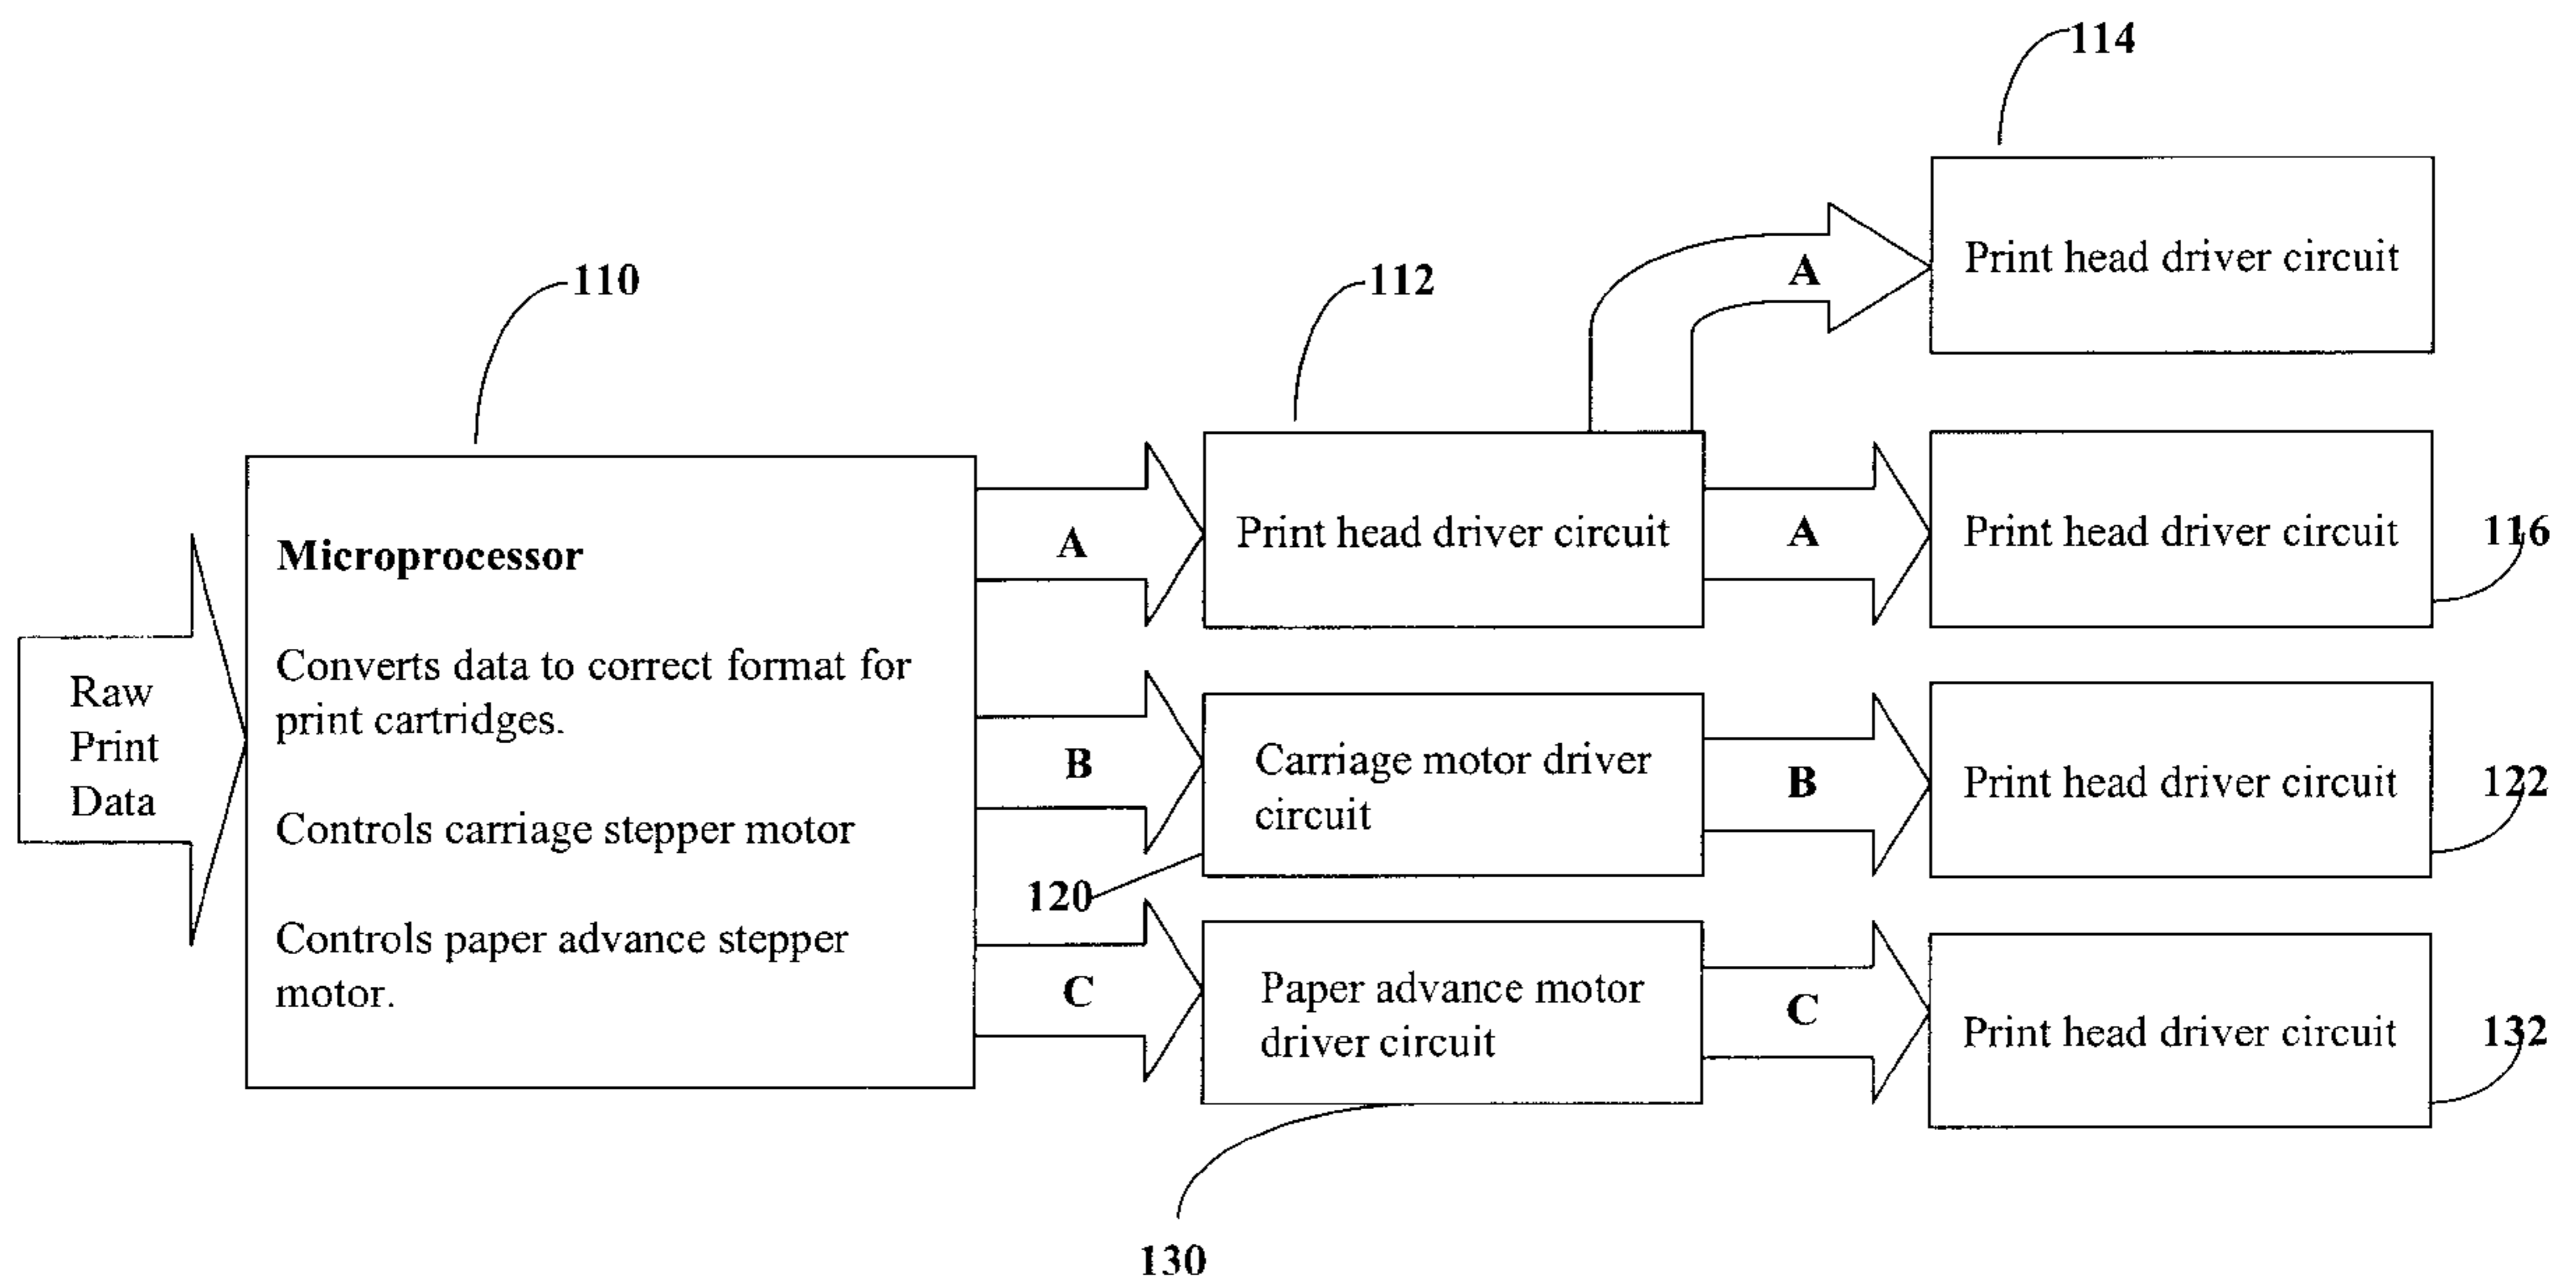 114
110
112
A
Print head driver circuit
Raw
Print
Data
Microprocessor
Converts data to correct format for
print cartridges.
Controls carriage stepper motor
Controls paper advance stepper
motor.
A
Print head driver circuit
A
Print head driver circuit
116
B
Carriage motor driver
circuit
B
Print head driver circuit
122
120
C
Paper advance motor
driver circuit
C
Print head driver circuit
132
130